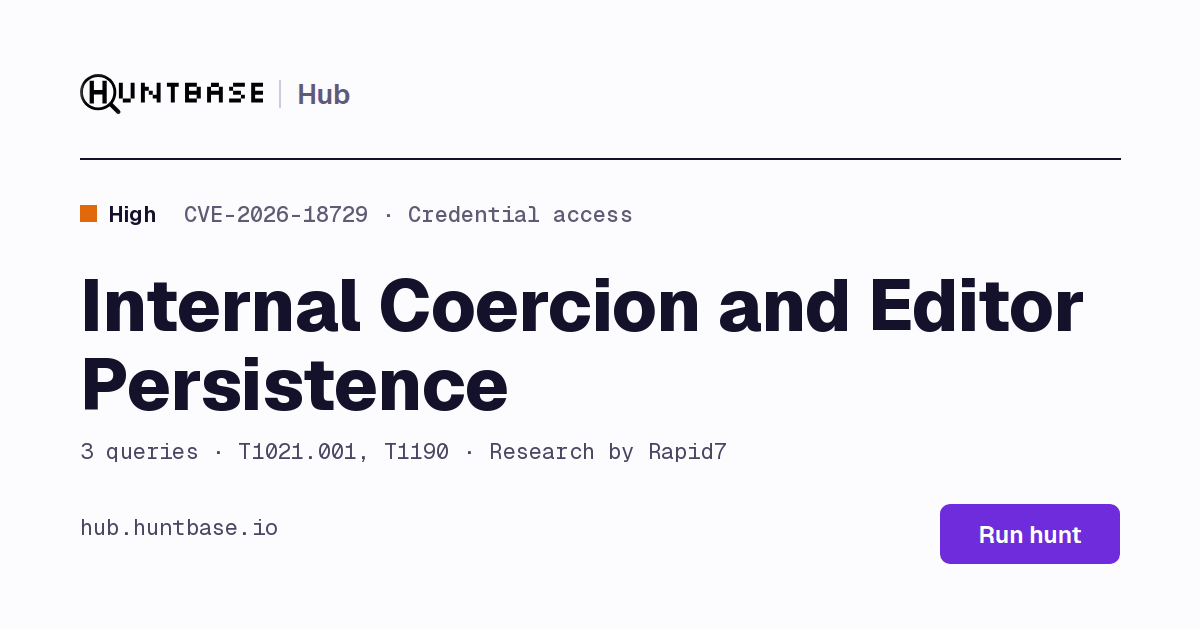 HUNTBASE Hub
High CVE-2026-18729 · Credential access
Internal Coercion and Editor
Persistence
3 queries · T1021.001, T1190 · Research by Rapid7
hub.huntbase.io
Run hunt